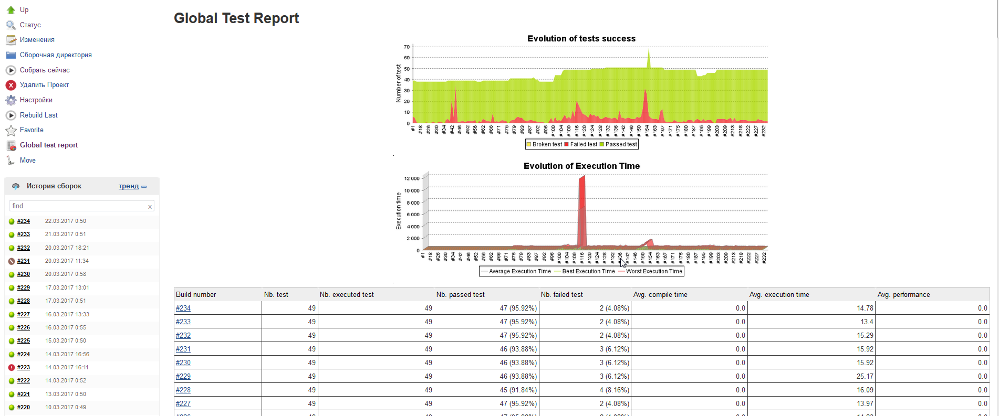 Up
Статус
Изменения
Сборочная директория
Собрать сейчас
Удалить Проект
Настройки
Rebuild Last
Favorite
Global test report
Move
История сборок тренд
find x
#234 22.03.2017 0:50
#233 21.03.2017 0:51
#232 20.03.2017 18:21
#231 20.03.2017 11:34
#230 20.03.2017 0:58
#229 17.03.2017 13:01
#228 17.03.2017 0:51
#227 16.03.2017 13:33
#226 16.03.2017 0:55
#225 15.03.2017 0:50
#224 14.03.2017 16:56
#223 14.03.2017 16:11
#222 14.03.2017 0:52
#221 13.03.2017 0:50
#220 10.03.2017 0:49
Global Test Report
Evolution of tests success
Number of test
70
60
50
40
30
20
10
0
#1 #18 #26 #30 #34 #42 #46 #52 #56 #62 #66 #71 #75 #79 #83 #87 #92 #96 #100 #104 #109 #116 #120 #124 #128 #132 #136 #142 #146 #150 #154 #163 #167 #171 #175 #180 #187 #195 #199 #203 #209 #213 #218 #222 #227 #232
Broken test Failed test Passed test
Evolution of Execution Time
Execution time
12 000
10 000
8 000
6 000
4 000
2 000
0
#1 #18 #26 #30 #34 #42 #46 #52 #56 #62 #66 #71 #75 #79 #83 #87 #92 #96 #100 #104 #109 #116 #120 #124 #128 #132 #136 #142 #146 #150 #154 #163 #167 #171 #175 #180 #187 #195 #199 #203 #209 #213 #218 #222 #227 #232
Average Execution Time Best Execution Time Worst Execution Time
Build number Nb. test Nb. executed test Nb. passed test Nb. failed test Avg. compile time Avg. execution time Avg. performance
#234 49 49 47 (95.92%) 2 (4.08%) 0.0 14.78 0.0
#233 49 49 47 (95.92%) 2 (4.08%) 0.0 13.4 0.0
#232 49 49 47 (95.92%) 2 (4.08%) 0.0 15.29 0.0
#231 49 49 46 (93.88%) 3 (6.12%) 0.0 15.92 0.0
#230 49 49 46 (93.88%) 3 (6.12%) 0.0 15.92 0.0
#229 49 49 46 (93.88%) 3 (6.12%) 0.0 25.17 0.0
#228 49 49 45 (91.84%) 4 (8.16%) 0.0 16.09 0.0
#227 49 49 47 (95.92%) 2 (4.08%) 0.0 13.97 0.0